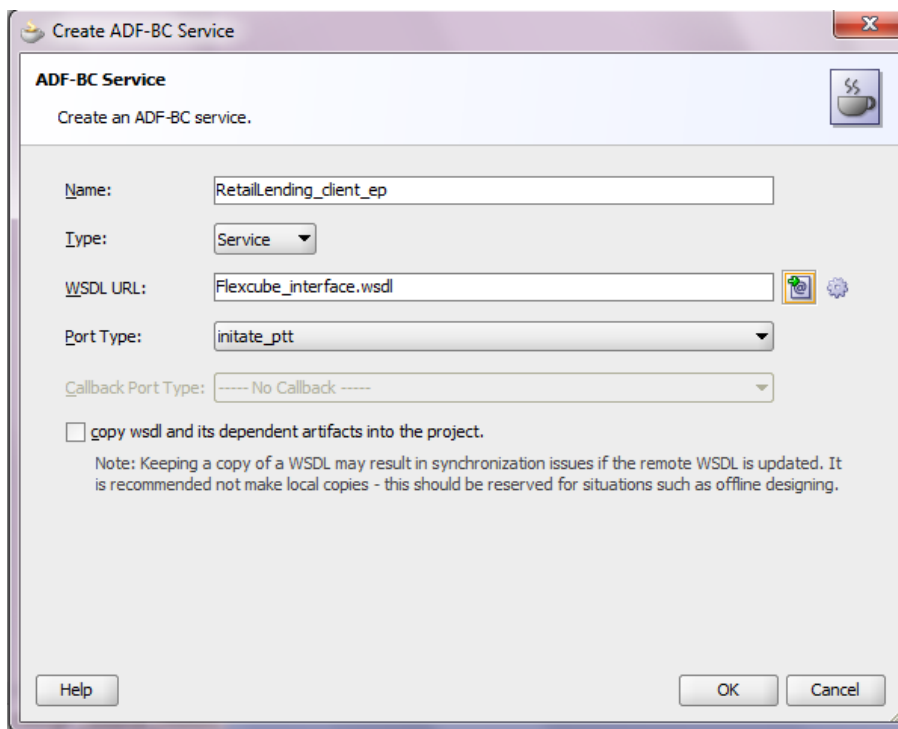 Create ADF-BC Service
ADF-BC Service
Create an ADF-BC service.
Name: RetailLending_client_ep
Type: Service
WSDL URL: Flexcube_interface.wsdl
Port Type: initate_ptt
Callback Port Type: ----- No Callback -----
copy wsdl and its dependent artifacts into the project.
Note: Keeping a copy of a WSDL may result in synchronization issues if the remote WSDL is updated. It
is recommended not make local copies - this should be reserved for situations such as offline designing.
Help OK Cancel